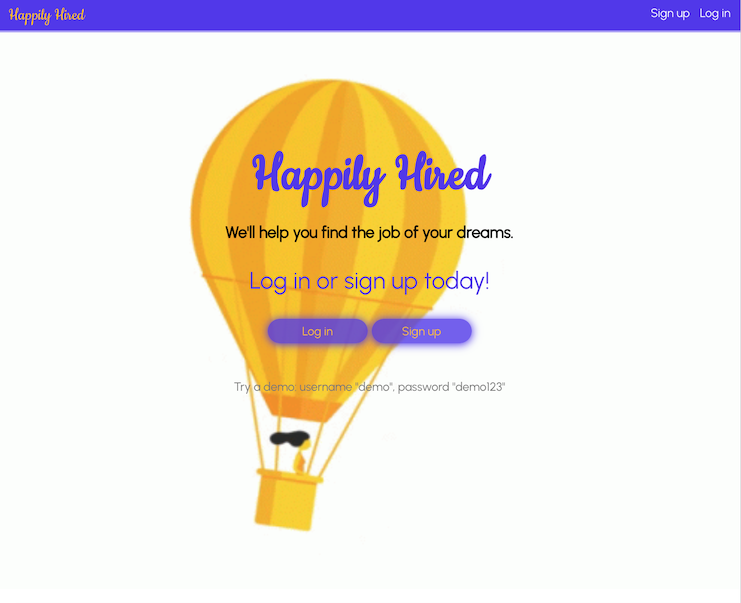 Happily Hired
Sign up Log in
Happily Hired
We'll help you find the job of your dreams.
Log in or sign up today!
Log in Sign up
Try a demo: username "demo", password "demo123"